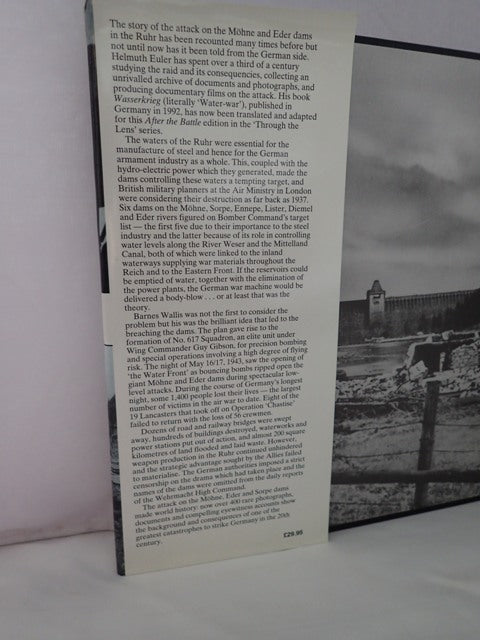 The story of the attack on the Möhne and Eder dams
in the Ruhr has been recounted many times before but
not until now has it been told from the German side.
Helmuth Euler has spent over a third of a century
studying the raid and its consequences, collecting an
unrivalled archive of documents and photographs, and
producing documentary films on the attack. His book
Wasserkrieg (literally 'Water-war'), published in
Germany in 1992, has now been translated and adapted
for this After the Battle edition in the 'Through the
Lens' series.
The waters of the Ruhr were essential for the
manufacture of steel and hence for the German
armament industry as a whole. This, coupled with the
hydro-electric power which they generated, made the
dams controlling these waters a tempting target, and
British military planners at the Air Ministry in London
were considering their destruction as far back as 1937.
Six dams on the Möhne, Sorpe, Ennepe, Lister, Diemel
and Eder rivers figured on Bomber Command's target
list — the first five due to their importance to the steel
industry and the latter because of its role in controlling
water levels along the River Weser and the Mittelland
Canal, both of which were linked to the inland
waterways supplying war materials throughout the
Reich and to the Eastern Front. If the reservoirs could
be emptied of water, together with the elimination of
the power plants, the German war machine would be
delivered a body-blow . . . or at least that was the
theory.
Barnes Wallis was not the first to consider the
problem but his was the brilliant idea that led to the
breaching the dams. The plan gave rise to the
formation of No. 617 Squadron, an elite unit under
Wing Commander Guy Gibson, for precision bombing
and special operations involving a high degree of flying
risk. The night of May 16/17, 1943, saw the opening of
'the Water Front' as bouncing bombs ripped open the
giant Möhne and Eder dams during spectacular low-
level attacks. During the course of Germany's longest
night, some 1,400 people lost their lives — the largest
number of victims in the air war to date. Eight of the
19 Lancasters that took off on Operation 'Chastise'
failed to return with the loss of 56 crewmen.
Dozens of road and railway bridges were swept
away, hundreds of buildings destroyed, waterworks and
power stations put out of action, and almost 200 square
kilometres of land flooded and laid waste. However,
weapon production in the Ruhr continued unhindered
and the strategic advantage sought by the Allies failed
to materialise. The German authorities imposed a strict
censorship on the drama which had taken place and the
names of the dams were omitted from the daily reports
of the Wehrmacht High Command.
The attack on the Möhne, Eder and Sorpe dams
made world history: now over 400 rare photographs,
documents and compelling eyewitness accounts show
the background and consequences of one of the
greatest catastrophes to strike Germany in the 20th
century.
£29.95